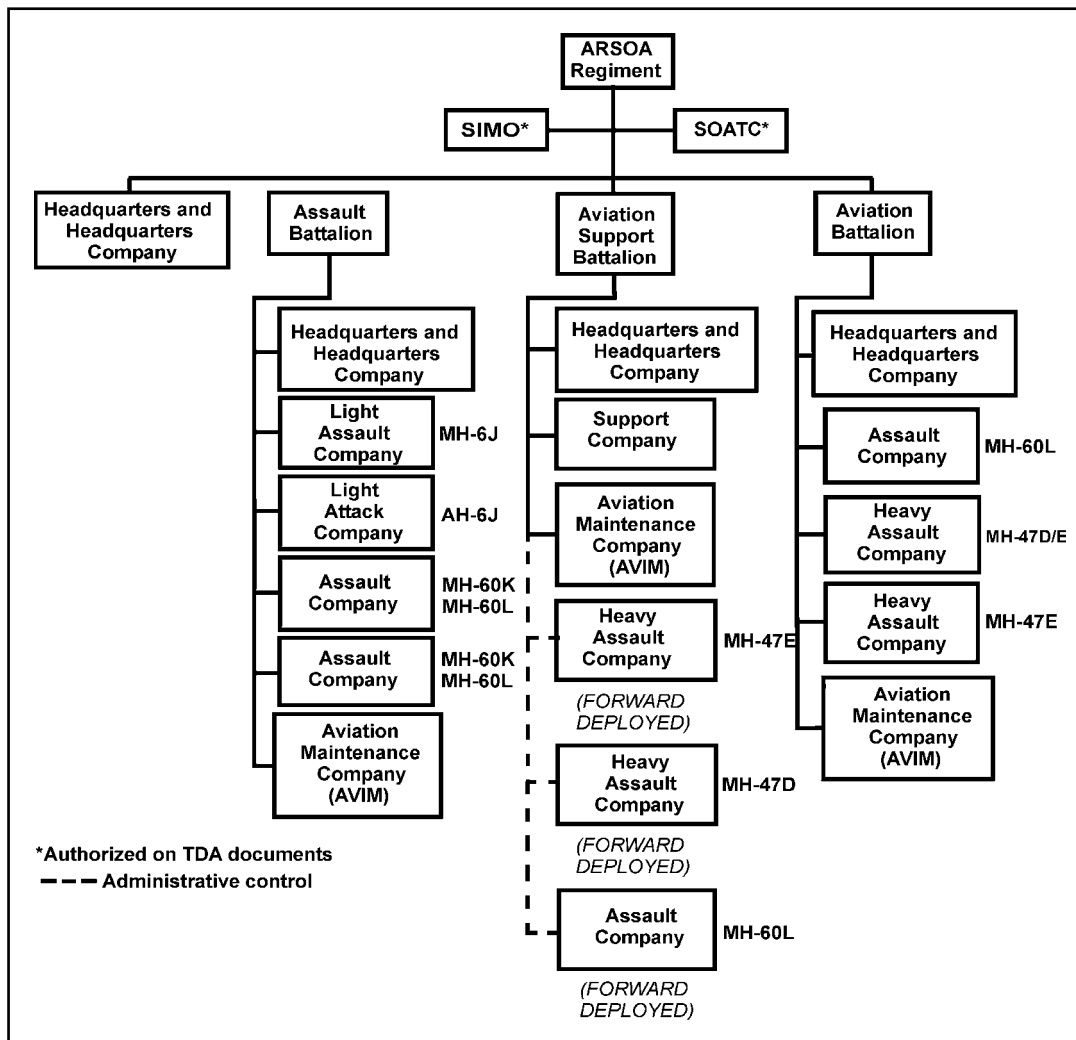 ARSOA
Regiment
SIMO*
SOATC*
Headquarters and
Headquarters
Company
Assault
Battalion
Aviation
Support
Battalion
Aviation
Battalion
Headquarters and
Headquarters
Company
Light
Assault
Company
MH-6J
Light
Attack
Company
AH-6J
Assault
Company
MH-60K
MH-60L
Assault
Company
MH-60K
MH-60L
Aviation
Maintenance
Company
(AVIM)
Headquarters and
Headquarters
Company
Support
Company
Aviation
Maintenance
Company
(AVIM)
Heavy
Assault
Company
MH-47E
(FORWARD
DEPLOYED)
Heavy
Assault
Company
MH-47D
(FORWARD
DEPLOYED)
Assault
Company
MH-60L
(FORWARD
DEPLOYED)
Headquarters and
Headquarters
Company
Assault
Company
MH-60L
Heavy
Assault
Company
MH-47D/E
Heavy
Assault
Company
MH-47E
Aviation
Maintenance
Company
(AVIM)
*Authorized on TDA documents
Administrative control